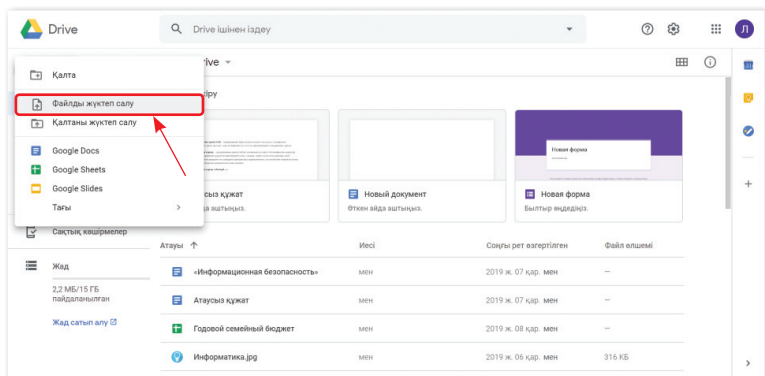 Drive
Drive ішінен іздеу
Л
Қалта
Файлды жүктеп салу
Қалтаны жүктеп салу
Google Docs
Google Sheets
Google Slides
Тағы
Сақтық көшірмелер
Жад
2,2 МБ/15 ГБ
пайдаланылған
Жад сатып алу
rive
Новая форма
сыз құжат
да аштыңыз.
Новый документ
Өткен айда аштыңыз.
Новая форма
Былтыр өңдедіңіз.
Атауы
Иесі
Соңғы рет өзгертілген
Файл өлшемі
«Информационная безопасность»
мен
2019 ж. 07 қар. мен
–
Атаусыз құжат
мен
2019 ж. 07 қар. мен
–
Годовой семейный бюджет
мен
2019 ж. 08 қар. мен
–
Информатика.jpg
мен
2019 ж. 06 қар. мен
316 КБ